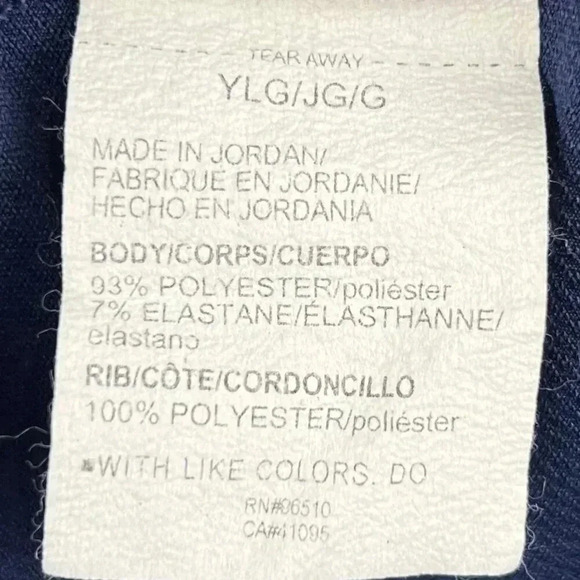 TEAR AWAY
YLG/JG/G
MADE IN JORDAN/
FABRIQUE EN JORDANIE/
HECHO EN JORDANIA
BODY/CORPS/CUERPO
93% POLYESTER/poliéster
7% ELASTANE/ÉLASTHANNE/
elastano
RIB/CÔTE/CORDONCILLO
100% POLYESTER/poliéster
*WITH LIKE COLORS. DO
RN#96510
CA#41095